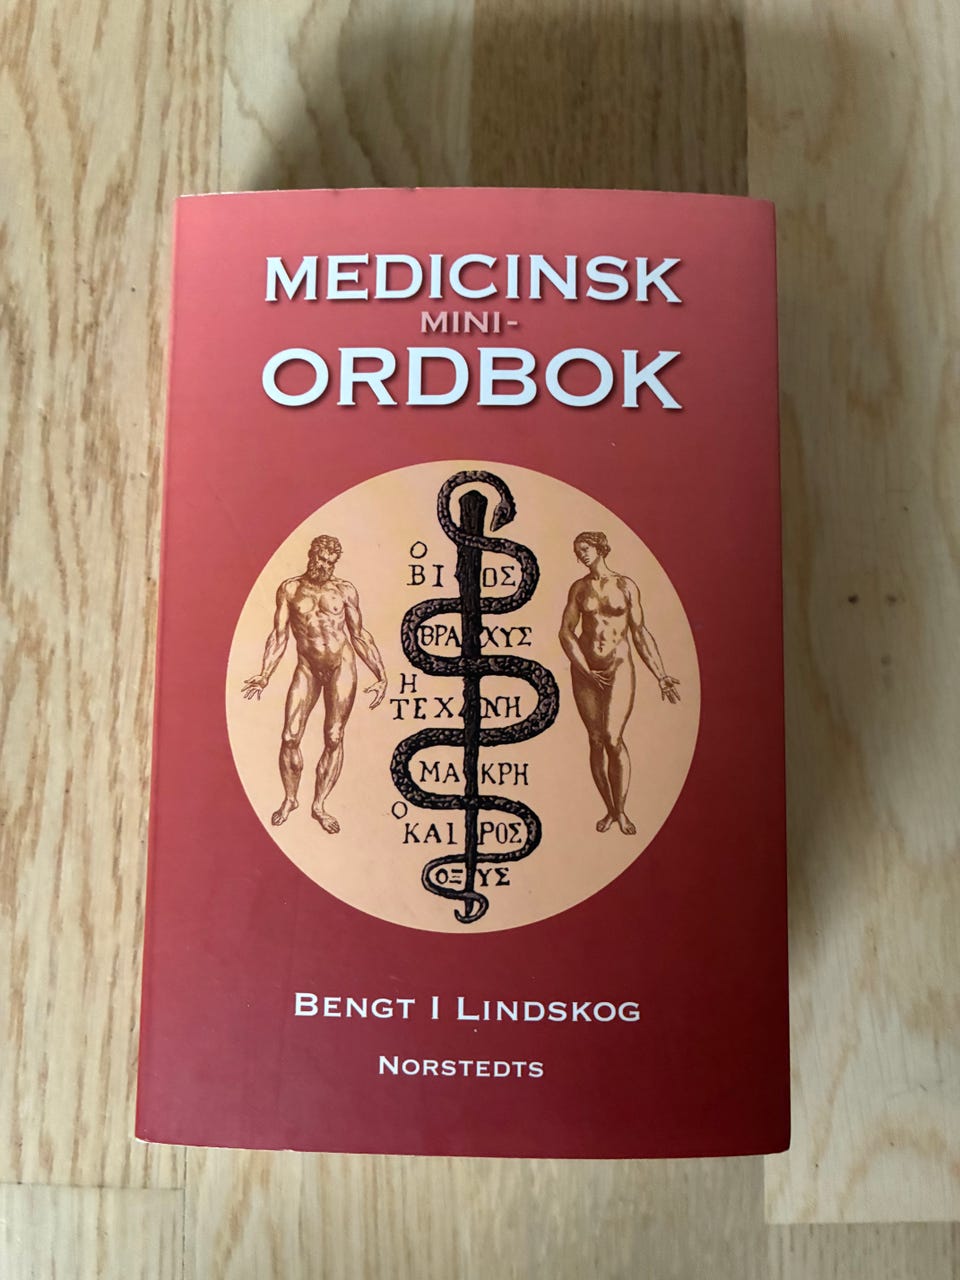 MEDICINSK
MINI-
ORDBOK
Ο
ΒΙΟΣ
ΒΡΑΧΥΣ
Η
ΤΕΧΝΗ
ΜΑΚΡΗ
Ο
ΚΑΙΡΟΣ
ΟΞΥΣ
BENGT I LINDSKOG
NORSTEDTS